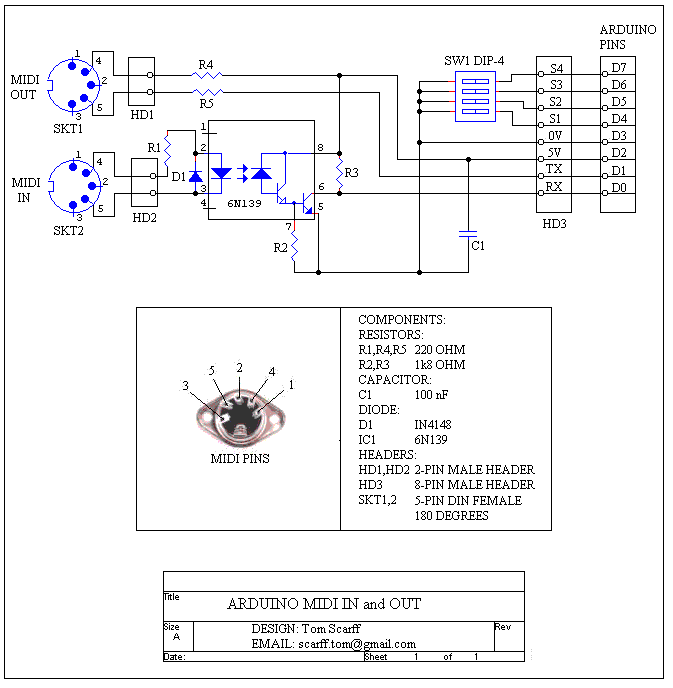 ARDUINO
PINS
SW1 DIP-4
MIDI
OUT
1
4
2
5
3
SKT1
HD1
R4
R5
S4
S3
S2
S1
0V
5V
TX
RX
HD3
D7
D6
D5
D4
D3
D2
D1
D0
MIDI
IN
1
4
2
5
3
SKT2
HD2
R1
D1
1
2
3
4
8
6
5
7
6N139
R3
R2
C1
5
2
4
3
1
MIDI PINS
COMPONENTS:
RESISTORS:
R1,R4,R5 220 OHM
R2,R3 1k8 OHM
CAPACITOR:
C1 100 nF
DIODE:
D1 IN4148
IC1 6N139
HEADERS:
HD1,HD2 2-PIN MALE HEADER
HD3 8-PIN MALE HEADER
SKT1,2 5-PIN DIN FEMALE
180 DEGREES
Title
ARDUINO MIDI IN and OUT
Size
A
DESIGN: Tom Scarff
EMAIL: scarff.tom@gmail.com
Rev
Date:
Sheet 1 of 1